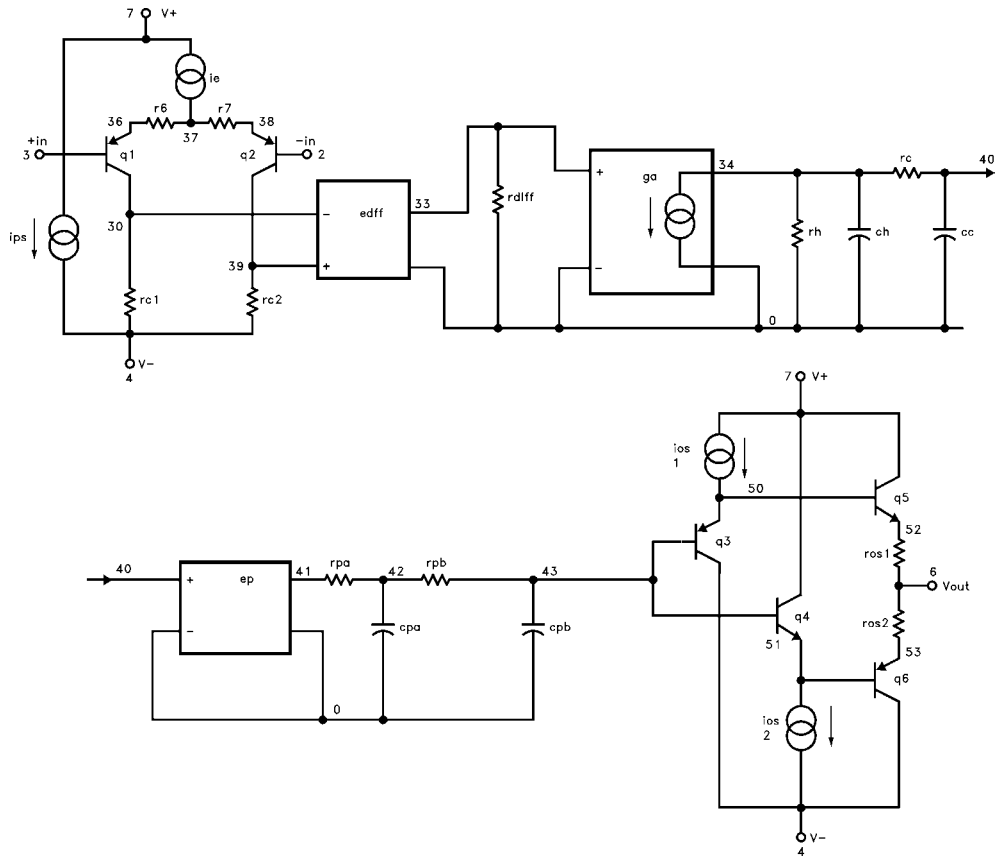 7 V+
ie
r6 r7
36 37 38
+in -in
3 q1 q2 2
30 - edff 33
ips 39 +
rc1 rc2
V-
4
rdiff
+ ga 34
-
rh ch rc cc 40
0
40 + ep 41 rpa 42 rpb 43
-
cpa cpb
0
7 V+
ios
1
50
q3 q5
52
ros1
6
Vout
q4
51
ros2
53
q6
ios
2
V-
4